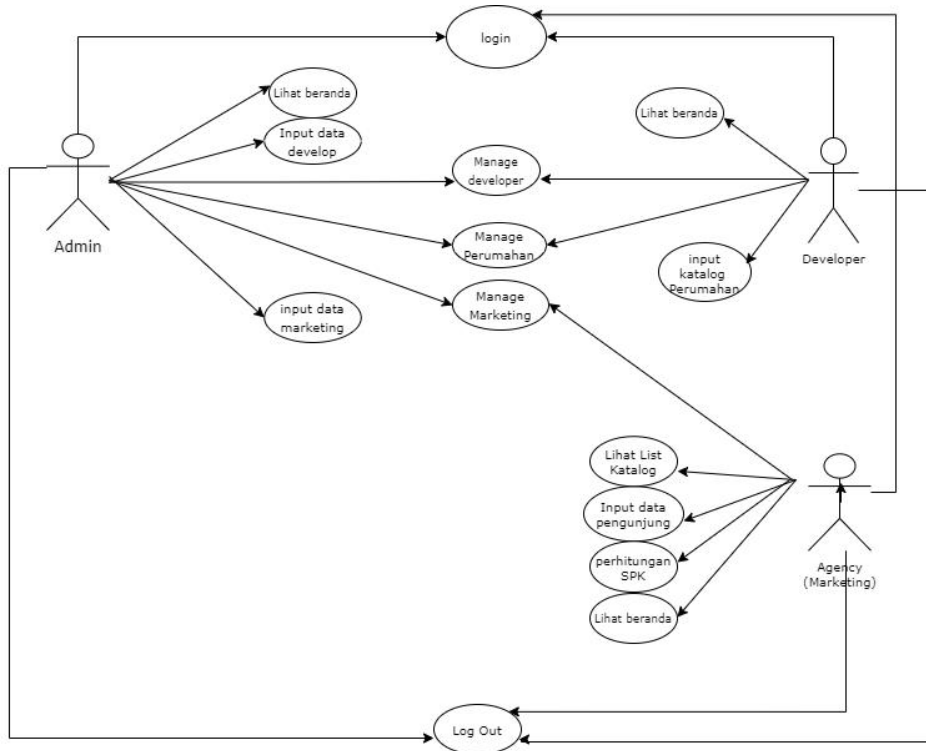 login
Lihat beranda
Input data
develop
Lihat beranda
Manage
developer
Admin
Manage
Perumahan
input
katalog
Perumahan
Developer
input data
marketing
Manage
Marketing
Lihat List
Katalog
Input data
pengunjung
perhitungan
SPK
Lihat beranda
Agency
(Marketing)
Log Out